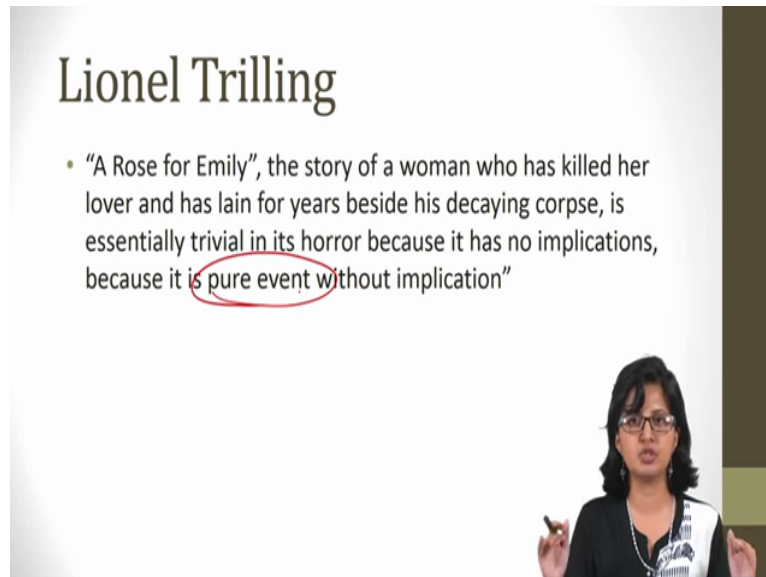 Lionel Trilling
• “A Rose for Emily”, the story of a woman who has killed her
lover and has lain for years beside his decaying corpse, is
essentially trivial in its horror because it has no implications,
because it is pure event without implication”